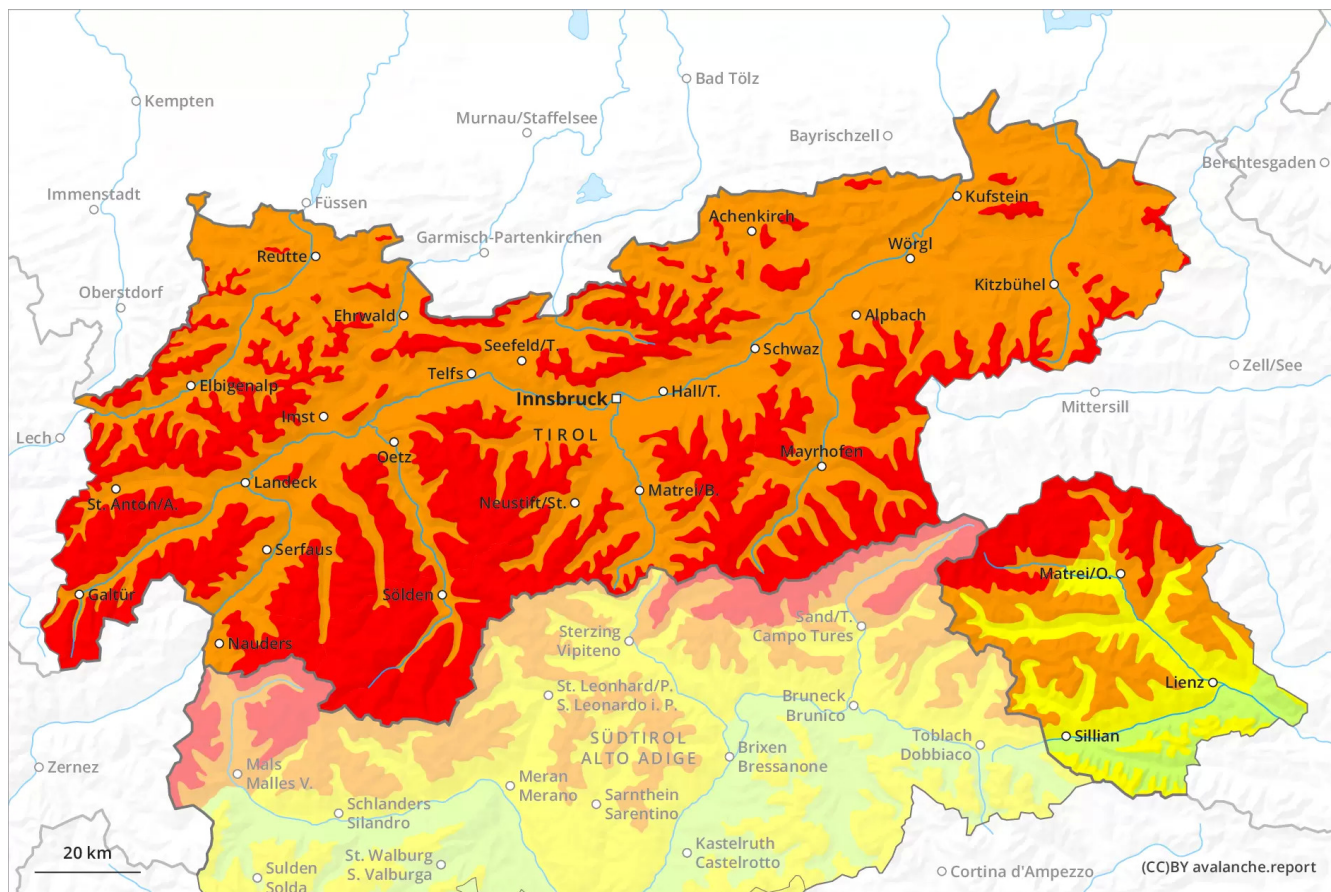 Bad Tölz
Kempten
Murnau/Staffelsee
Bayrischzell
Berchtesgaden
Immenstadt
Füssen
Kufstein
Achenkirch
Garmisch-Partenkirchen
Wörgl
Reutte
Kitzbühel
Oberstdorf
Ehrwald
Alpbach
Seefeld/T.
Schwaz
Zell/See
Telfs
Elbigenalp
Hall/T.
Innsbruck
Mittersill
Imst
Lech
TIROL
Oetz
Mayrhofen
Landeck
Matrei/B.
St. Anton/A.
Neustift/St.
Serfaus
Matrei/O.
Galtür
Sölden
Sand/T.
Campo Tures
Sterzing
Vipiteno
Nauders
Lienz
St. Leonhard/P.
S. Leonardo i. P.
Bruneck
Brunico
Sillian
SÜDTIROL
ALTO ADIGE
Toblach
Dobbiaco
Brixen
Bressanone
Zernez
Mals
Malles V.
Meran
Merano
Sarnthein
Sarentino
Schlanders
Silandro
Kastelruth
Castelrotto
20 km
St. Walburg
S. Valburga
Sulden
Solda
Cortina d'Ampezzo
(CC)BY avalanche.report